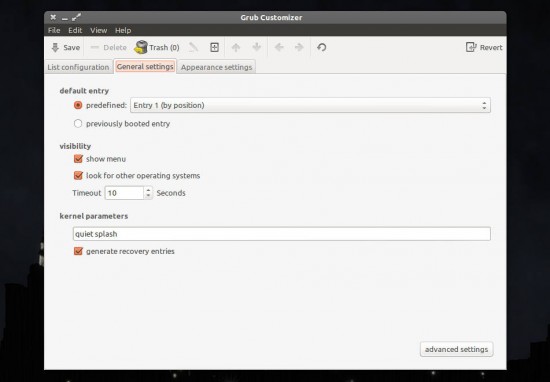 Grub Customizer
File Edit View Help
Save Delete Trash (0) Revert
List configuration General settings Appearance settings
default entry
predefined: Entry 1 (by position)
previously booted entry
visibility
show menu
look for other operating systems
Timeout 10 Seconds
kernel parameters
quiet splash
generate recovery entries
advanced settings